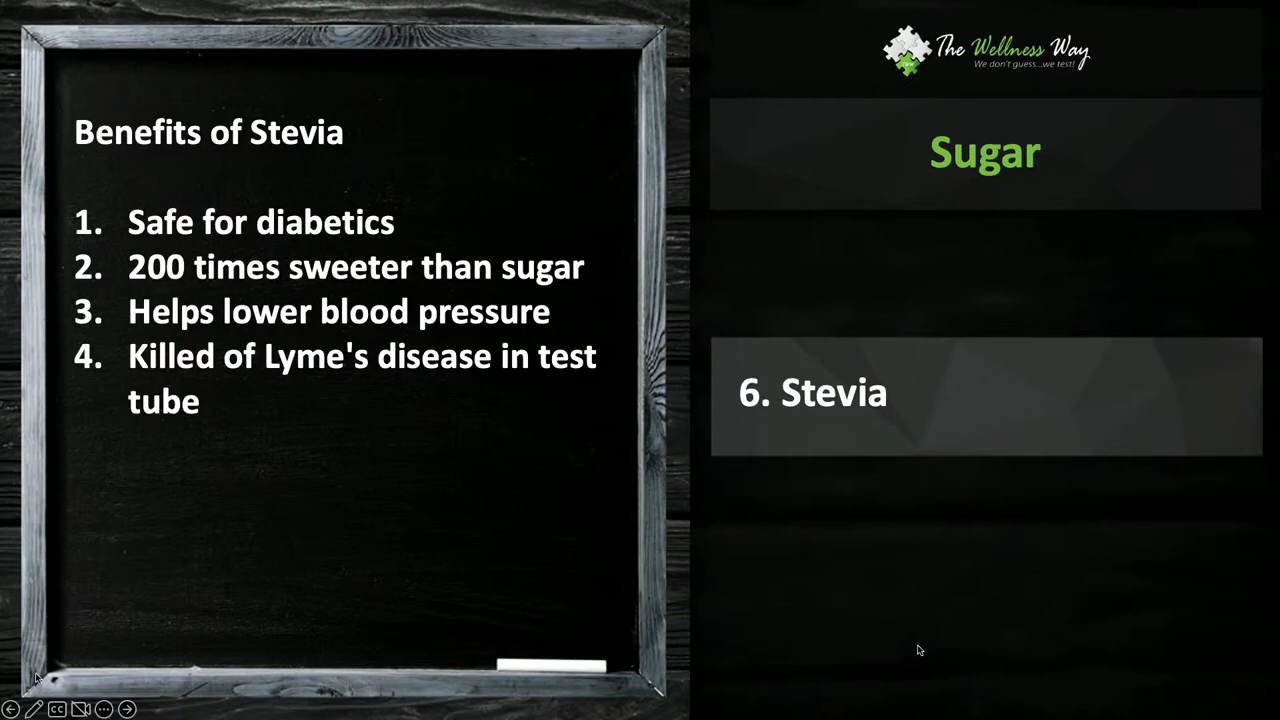 The Wellness Way
We don't guess...we test!
Sugar
Benefits of Stevia
1. Safe for diabetics
2. 200 times sweeter than sugar
3. Helps lower blood pressure
4. Killed of Lyme's disease in test
tube
6. Stevia
CC